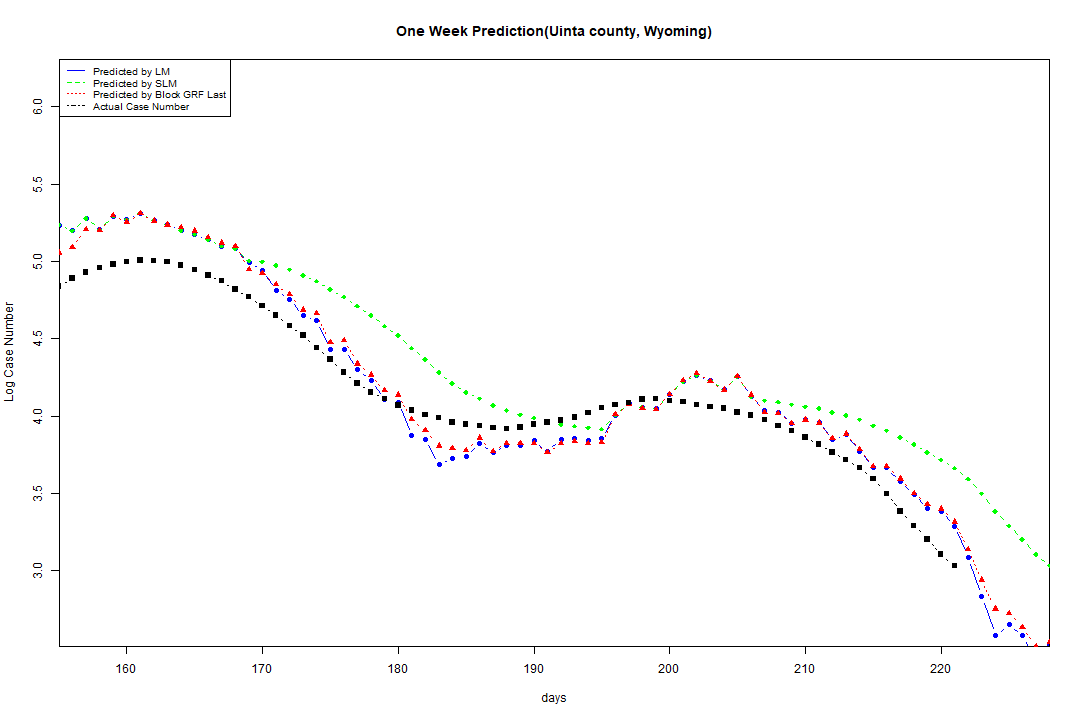 One Week Prediction(Uinta county, Wyoming)
Predicted by LM
Predicted by SLM
Predicted by Block GRF Last
Actual Case Number
6.0
5.5
5.0
4.5
4.0
3.5
3.0
Log Case Number
160 170 180 190 200 210 220
days